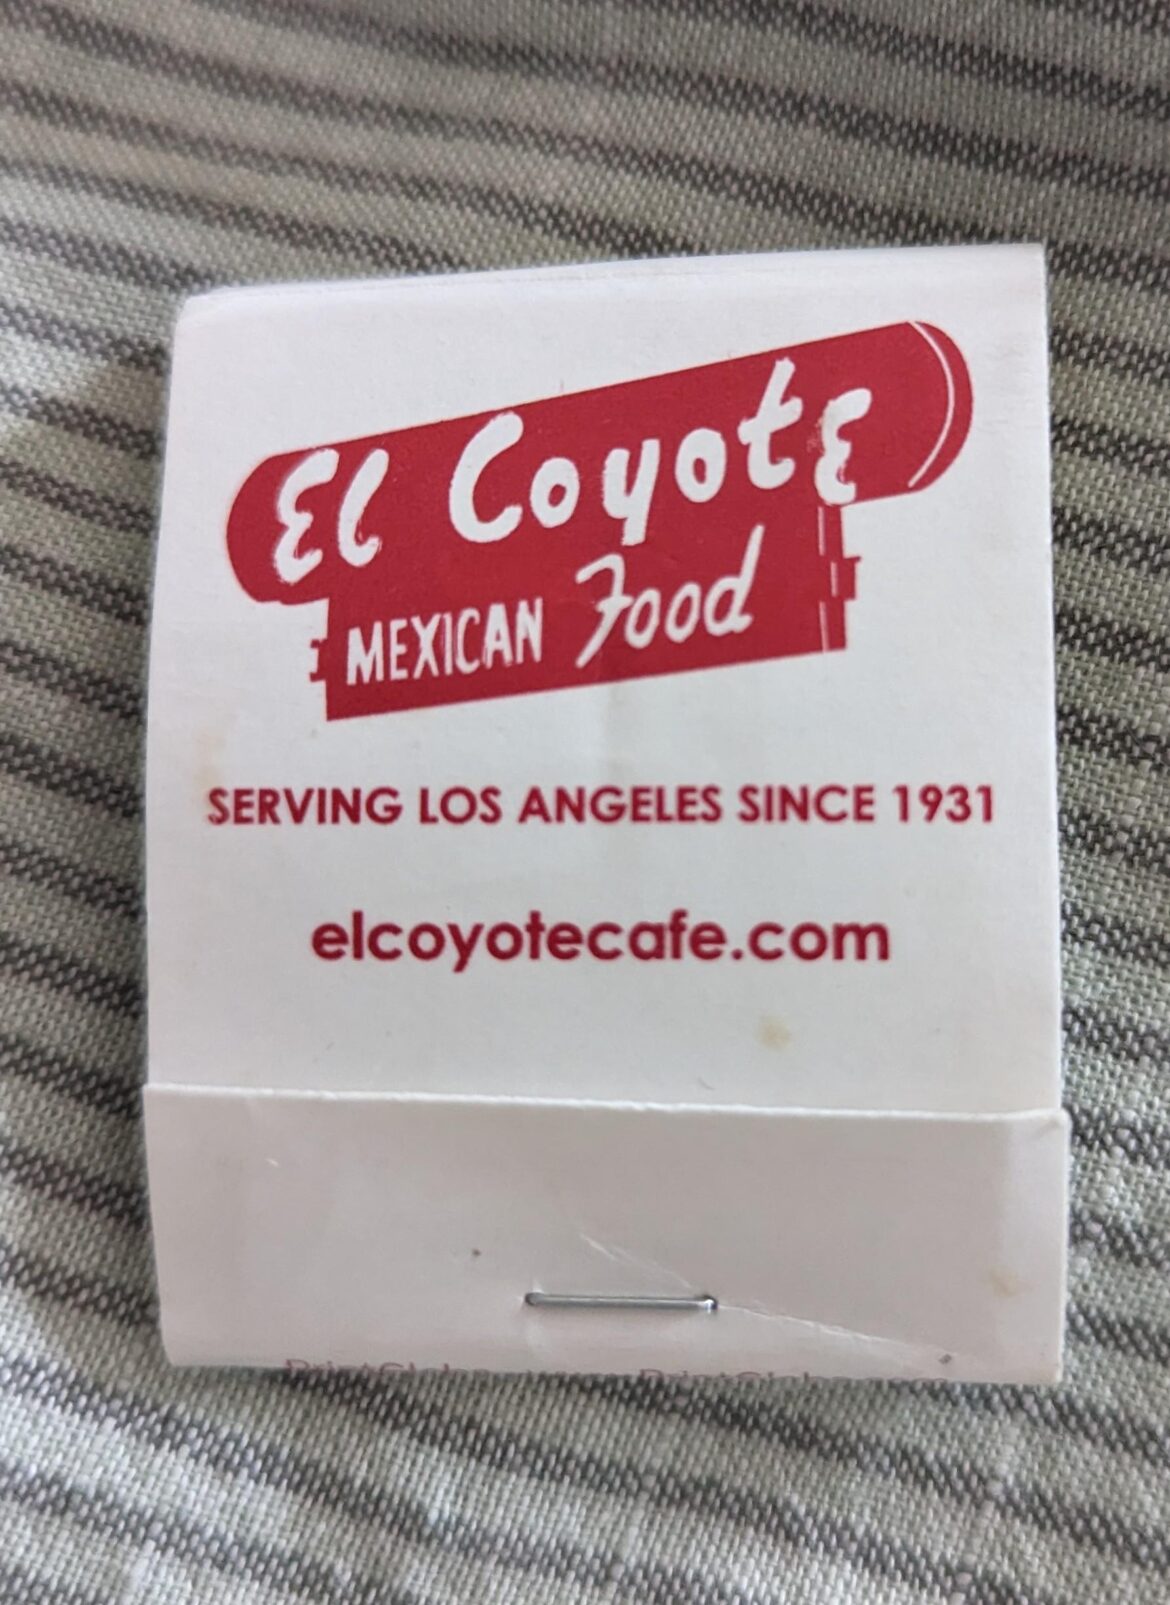 El Coyote
MEXICAN Food
SERVING LOS ANGELES SINCE 1931
elcoyotecafe.com